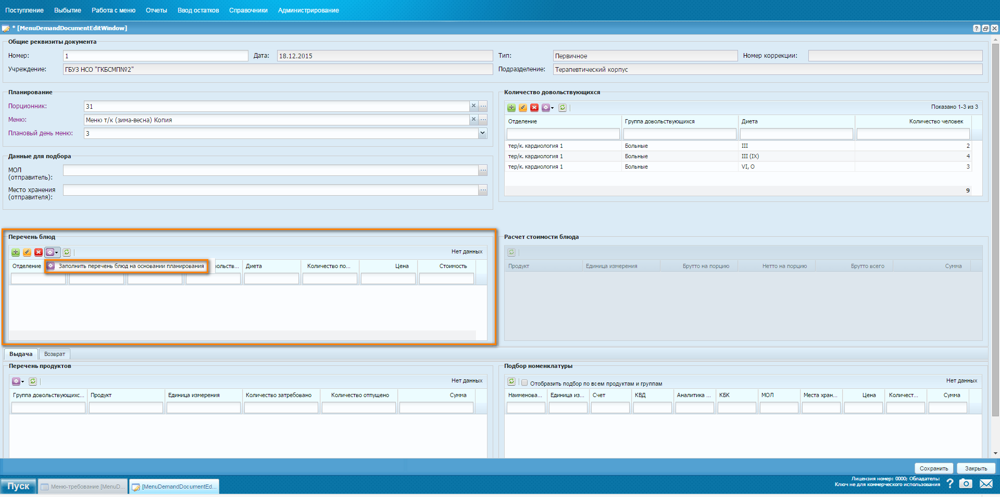 Поступление Выбытие Работа с меню Отчеты Ввод остатков Справочники Администрирование
* [MenuDemandDocumentEditWindow]
Общие реквизиты документа
Номер: 1 Дата: 18.12.2015 Тип: Первичное Номер коррекции:
Учреждение: ГБУЗ НСО "ГКБСМП№2" Подразделение: Терапевтический корпус
Планирование
Порционник: 31
Меню: Меню т/к (зима-весна) Копия
Плановый день меню: 3
Количество довольствующихся
Показано 1-3 из 3
Отделение Группа довольствующихся Диета Количество человек
тер/к. кардиология 1 Больные III 2
тер/к. кардиология 1 Больные III (IX) 4
тер/к. кардиология 1 Больные VI, О 3
9
Данные для подбора
МОЛ
(отправитель):
Место хранения
(отправителя):
Перечень блюд
Нет данных
Отделение Заполнить перечень блюд на основании планирования вольств... Диета Количество по... Цена Стоимость
Расчет стоимости блюда
Продукт Единица измерения Брутто на порцию Нетто на порцию Брутто всего Сумма
Выдача Возврат
Перечень продуктов
Нет данных
Группа довольствующихс... Продукт Единица измерения Количество затребовано Количество отпущено Сумма
Подбор номенклатуры
Отобразить подбор по всем продуктам и группам Нет данных
Наименова... Единица из... Счет КВД Аналитика ... КБК МОЛ Места хран... Цена Количест... Сумма
Сохранить Закрыть
Пуск Меню-требование [MenuD... [MenuDemandDocumentEd...
Лицензия номер: 0000; Обладатель:
Ключ не для коммерческого использования